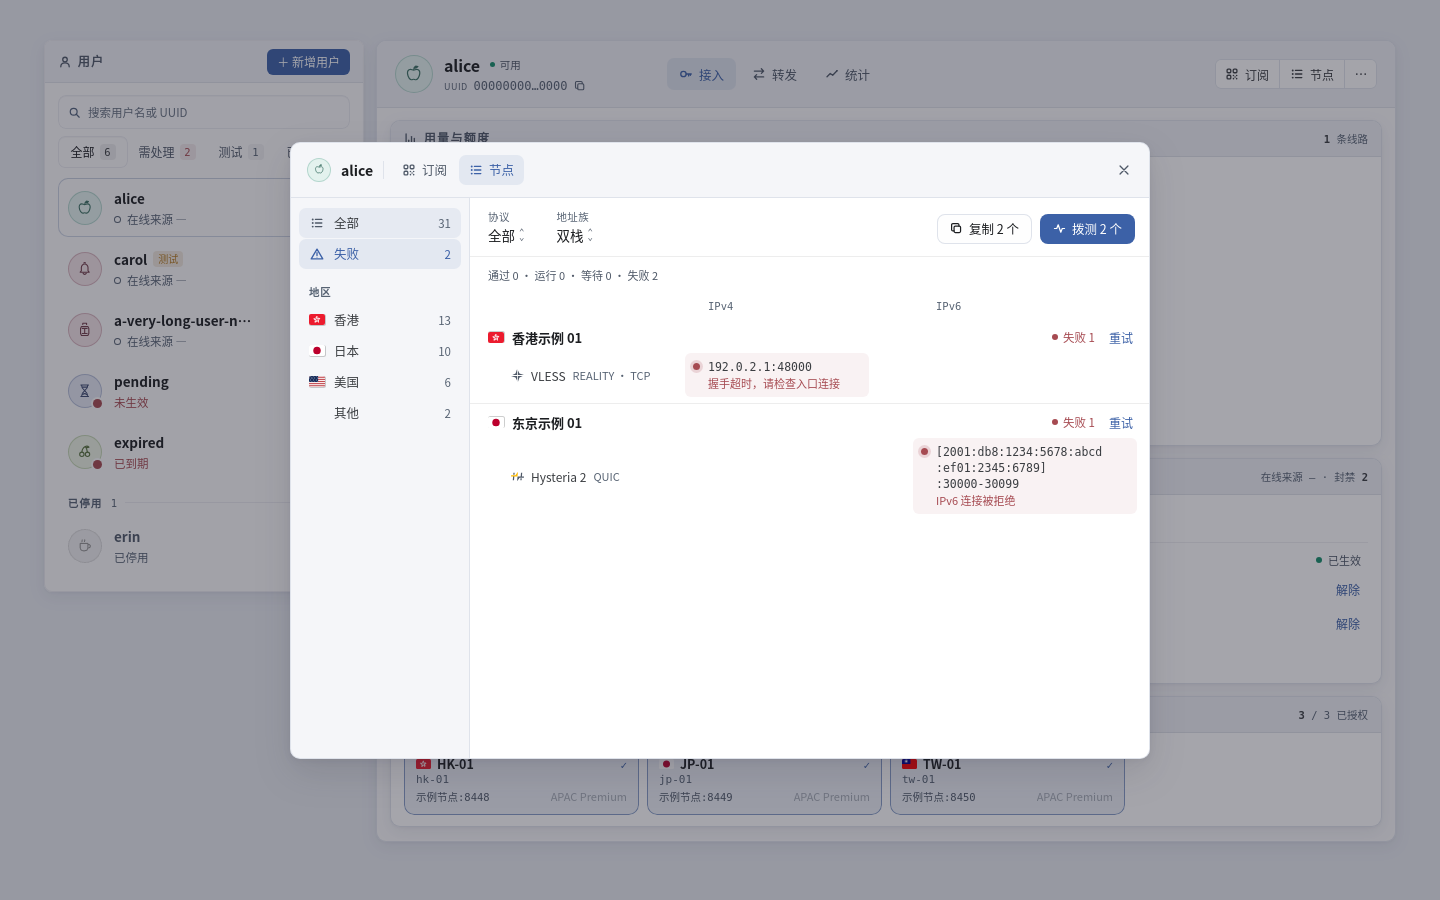 用户
+ 新增用户
搜索用户名或 UUID
全部 6
需处理 2
测试 1
alice
在线来源 —
carol 测试
在线来源 —
a-very-long-user-n···
在线来源 —
pending
未生效
expired
已到期
已停用 1
erin
已停用
alice
可用
UUID 00000000…0000
接入
转发
统计
订阅
节点
···
用量与额度
1 条线路
在线来源 — · 封禁 2
已生效
解除
解除
3 / 3 已授权
HK-01 ✓
hk-01
示例节点:8448 APAC Premium
JP-01 ✓
jp-01
示例节点:8449 APAC Premium
TW-01 ✓
tw-01
示例节点:8450 APAC Premium
alice
订阅
节点
全部 31
失败 2
地区
香港 13
日本 10
美国 6
其他 2
协议
全部
地址族
双栈
复制 2 个
拨测 2 个
通过 0 · 运行 0 · 等待 0 · 失败 2
IPv4 IPv6
香港示例 01 失败 1 重试
VLESS REALITY · TCP
192.0.2.1:48000
握手超时，请检查入口连接
东京示例 01 失败 1 重试
Hysteria 2 QUIC
[2001:db8:1234:5678:abcd
:ef01:2345:6789]
:30000-30099
IPv6 连接被拒绝